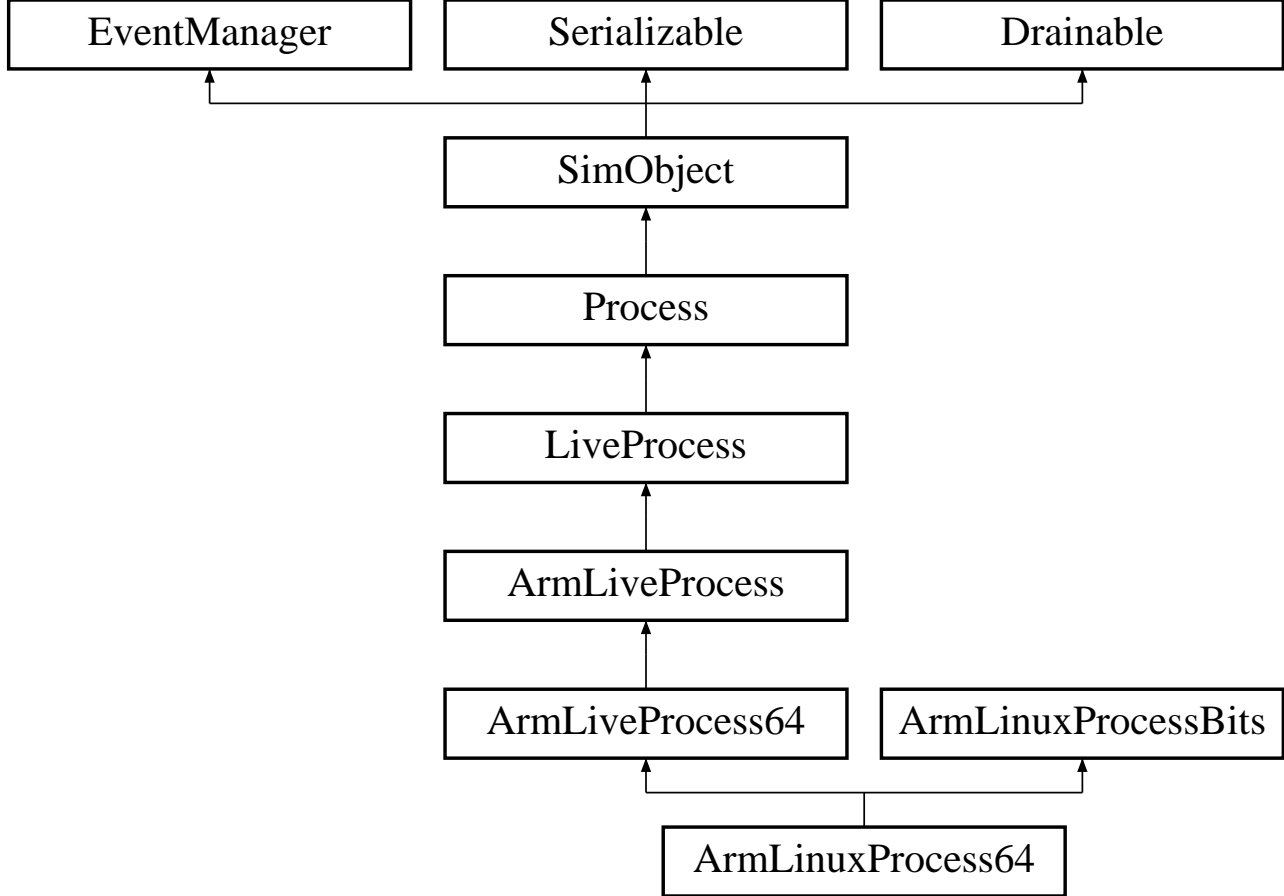 EventManager
Serializable
Drainable
SimObject
Process
LiveProcess
ArmLiveProcess
ArmLiveProcess64
ArmLinuxProcessBits
ArmLinuxProcess64